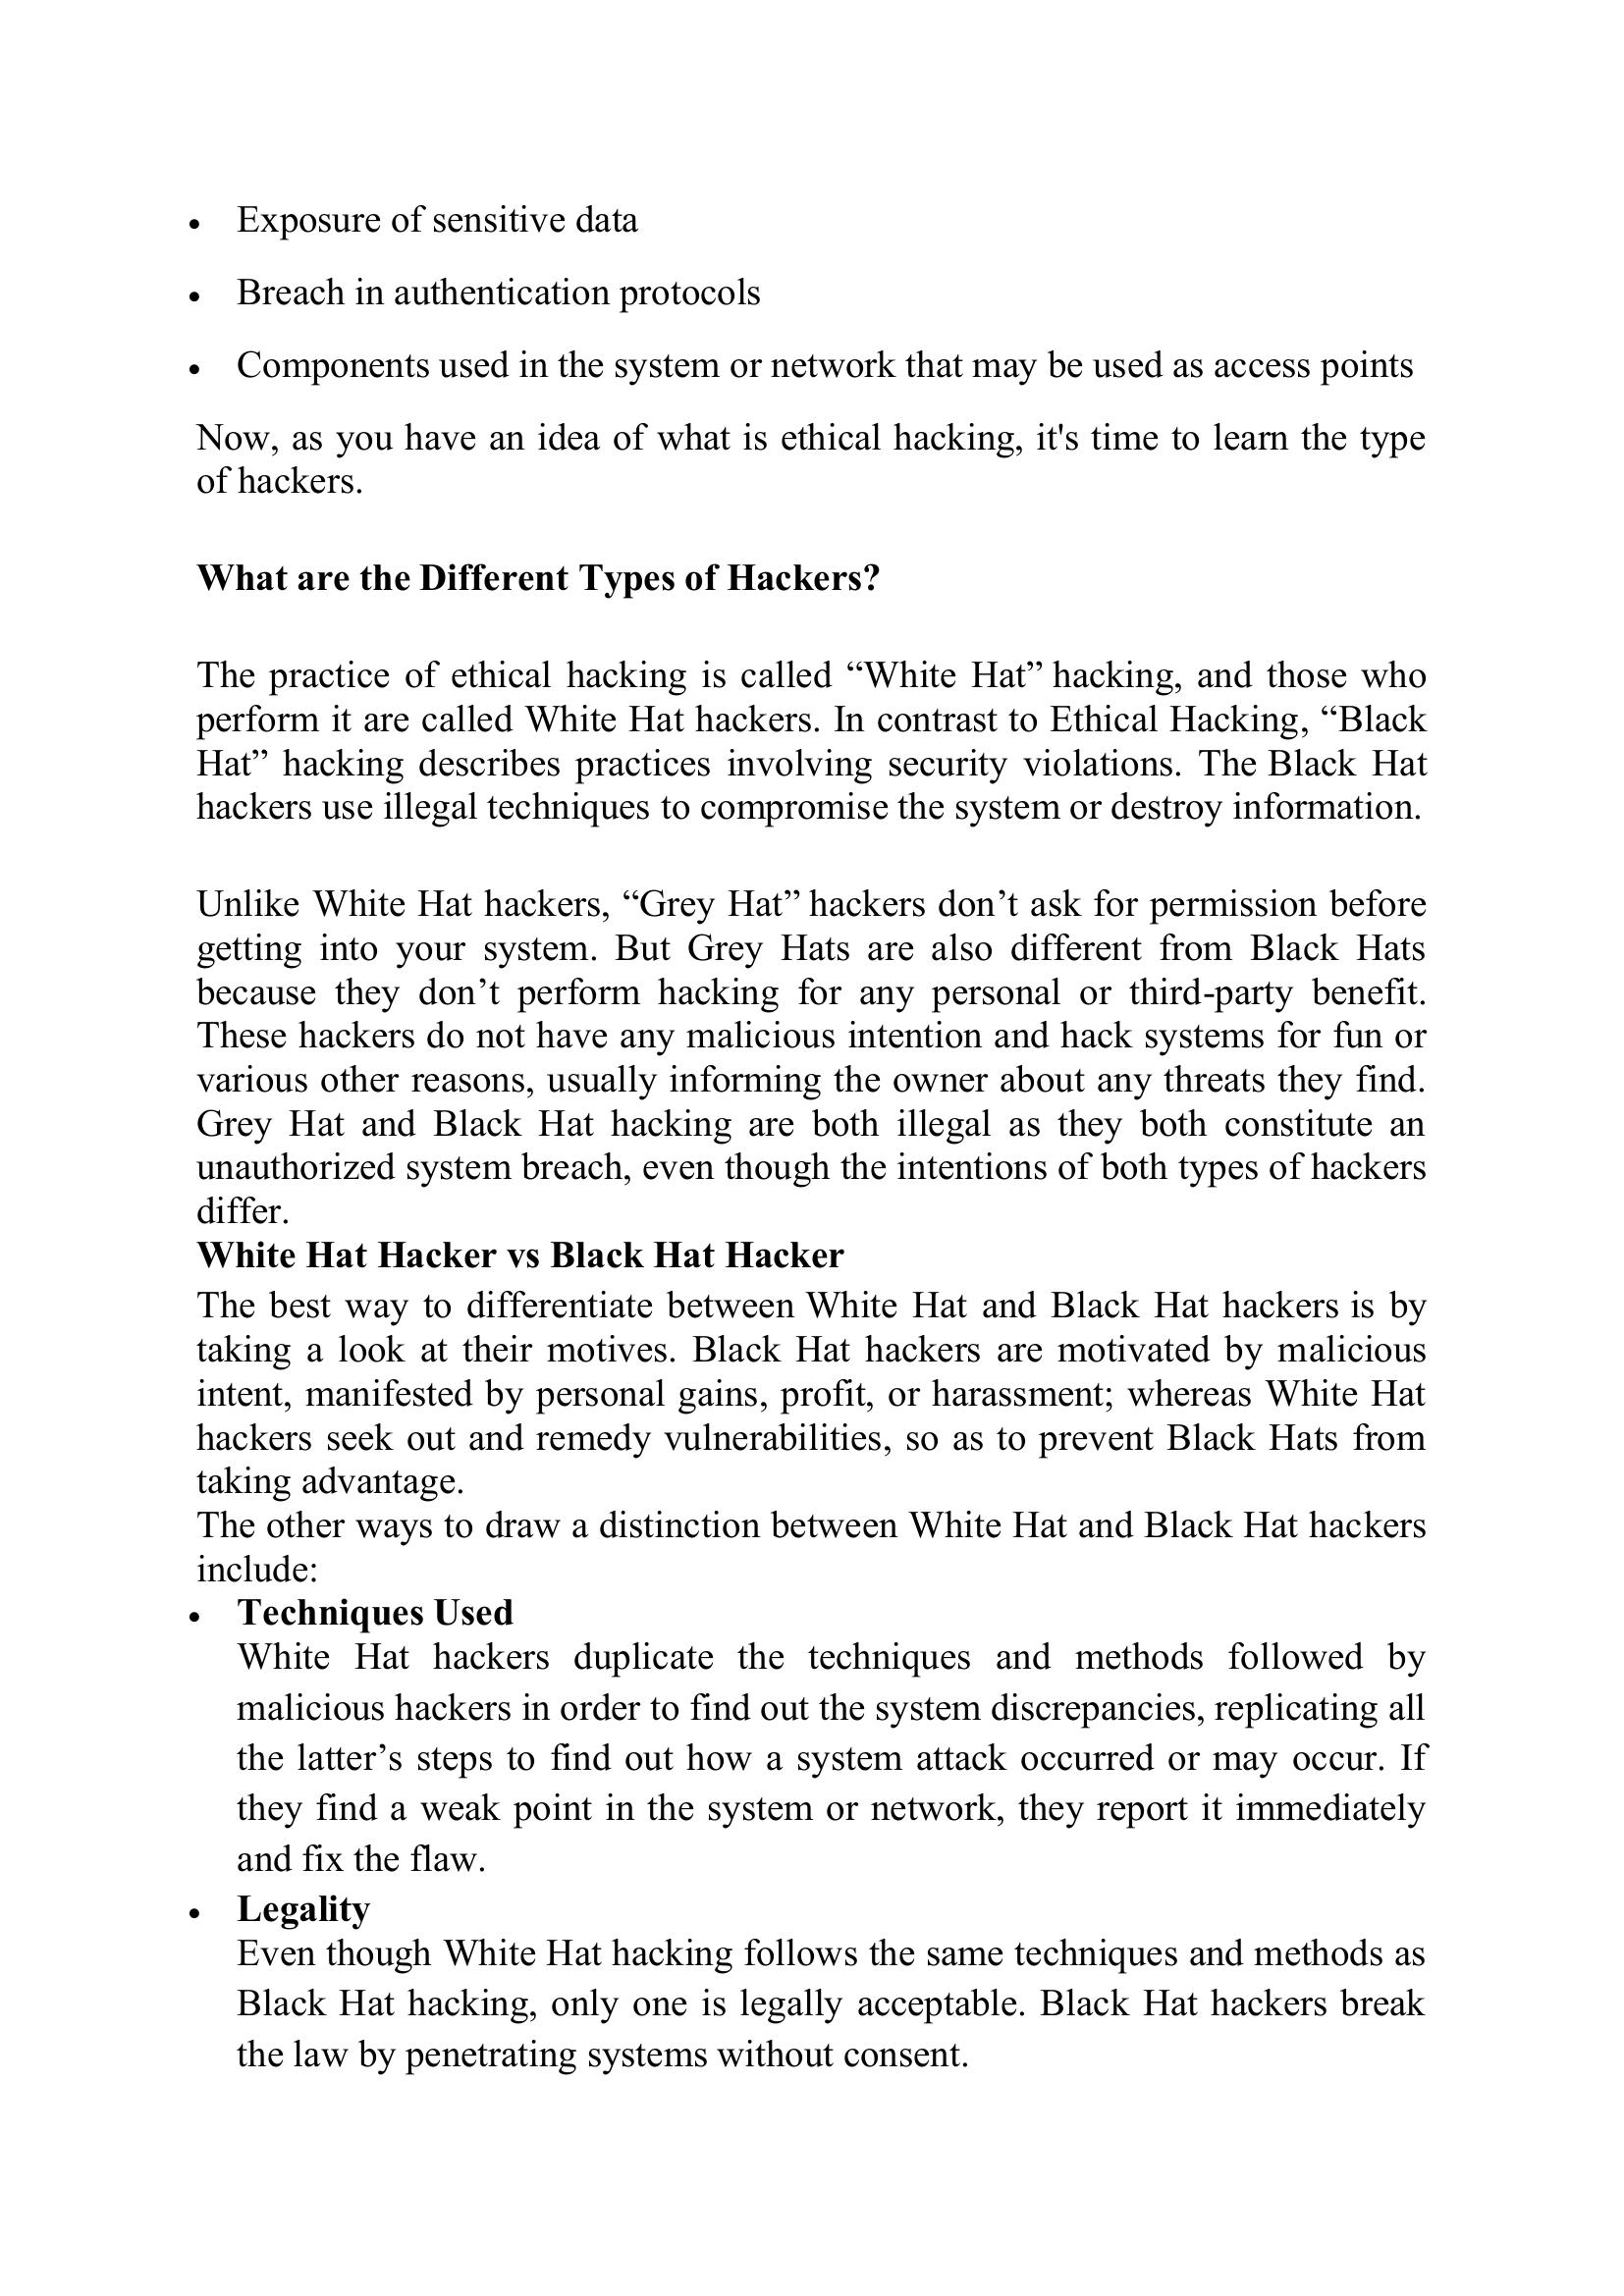 • Exposure of sensitive data
• Breach in authentication protocols
• Components used in the system or network that may be used as access points
Now, as you have an idea of what is ethical hacking, it's time to learn the type
of hackers.
What are the Different Types of Hackers?
The practice of ethical hacking is called “White Hat” hacking, and those who
perform it are called White Hat hackers. In contrast to Ethical Hacking, “Black
Hat” hacking describes practices involving security violations. The Black Hat
hackers use illegal techniques to compromise the system or destroy information.
Unlike White Hat hackers, “Grey Hat” hackers don’t ask for permission before
getting into your system. But Grey Hats are also different from Black Hats
because they don’t perform hacking for any personal or third-party benefit.
These hackers do not have any malicious intention and hack systems for fun or
various other reasons, usually informing the owner about any threats they find.
Grey Hat and Black Hat hacking are both illegal as they both constitute an
unauthorized system breach, even though the intentions of both types of hackers
differ.
White Hat Hacker vs Black Hat Hacker
The best way to differentiate between White Hat and Black Hat hackers is by
taking a look at their motives. Black Hat hackers are motivated by malicious
intent, manifested by personal gains, profit, or harassment; whereas White Hat
hackers seek out and remedy vulnerabilities, so as to prevent Black Hats from
taking advantage.
The other ways to draw a distinction between White Hat and Black Hat hackers
include:
• Techniques Used
White Hat hackers duplicate the techniques and methods followed by
malicious hackers in order to find out the system discrepancies, replicating all
the latter’s steps to find out how a system attack occurred or may occur. If
they find a weak point in the system or network, they report it immediately
and fix the flaw.
• Legality
Even though White Hat hacking follows the same techniques and methods as
Black Hat hacking, only one is legally acceptable. Black Hat hackers break
the law by penetrating systems without consent.